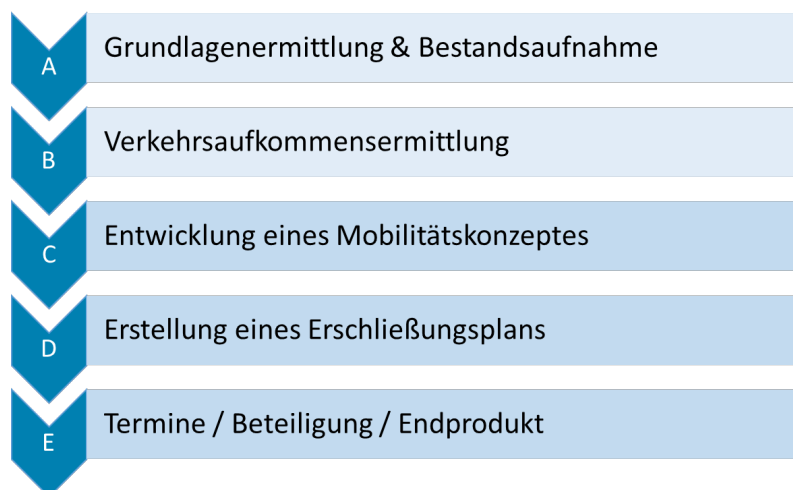 A
Grundlagenermittlung & Bestandsaufnahme
B
Verkehrsaufkommensermittlung
C
Entwicklung eines Mobilitätskonzeptes
D
Erstellung eines Erschließungsplans
E
Termine / Beteiligung / Endprodukt